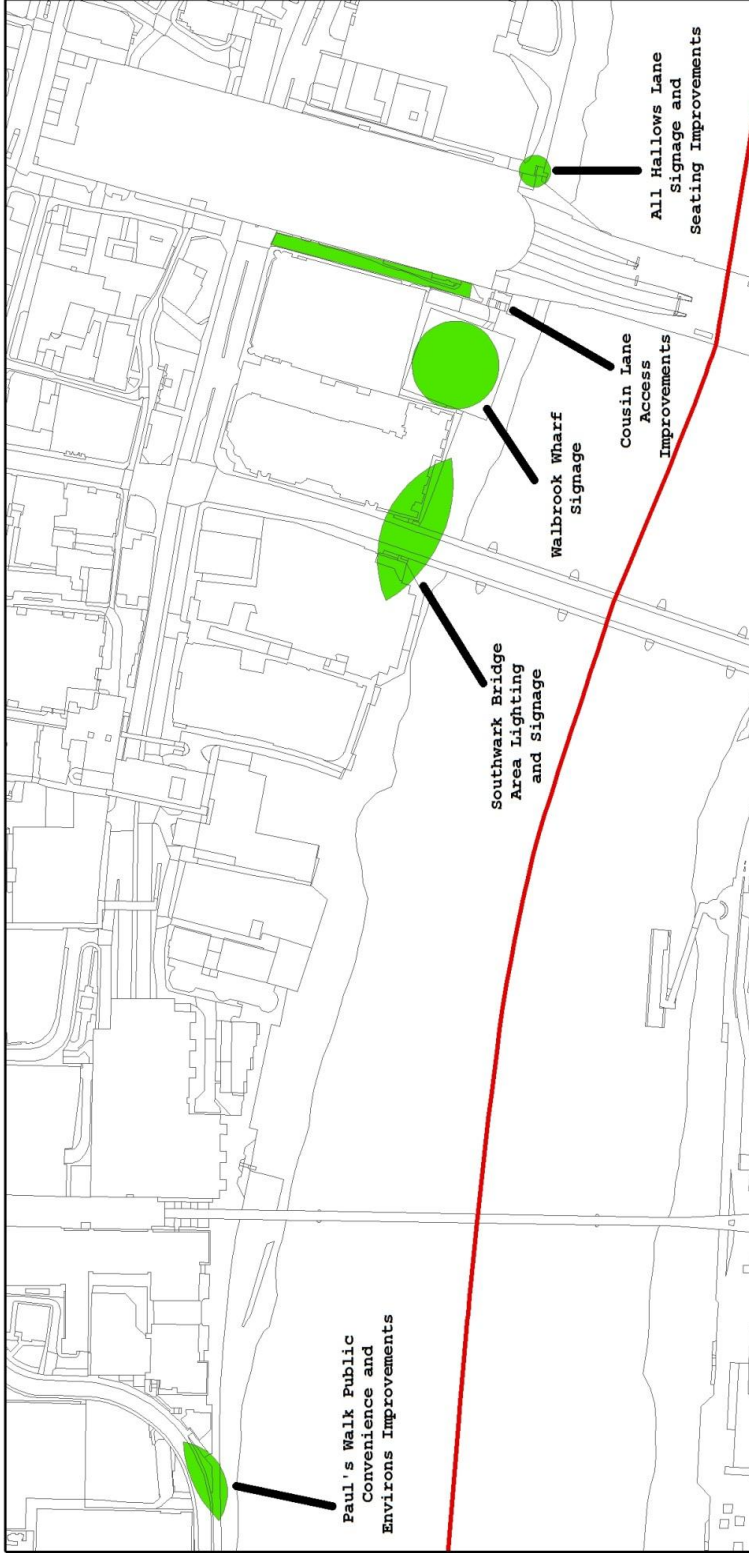 Paul's Walk Public
Convenience and
Environs Improvements
Southwark Bridge
Area Lighting
and Signage
Walbrook Wharf
Signage
Cousin Lane
Access
Improvements
All Hallows Lane
Signage and
Seating Improvements